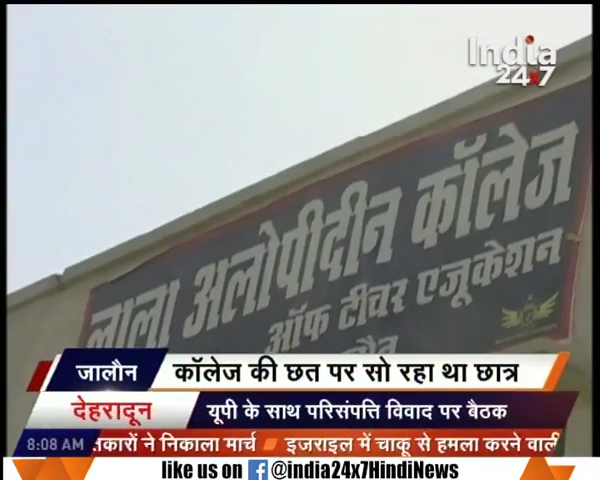 India
24x7
लाला अलोपीदीन कॉलेज
ऑफ टीचर एजूकेशन
जालौन
कॉलेज की छत पर सो रहा था छात्र
देहरादून
यूपी के साथ परिसंपत्ति विवाद पर बैठक
8:08 AM
कारों ने निकाला मार्च ▪ इजराइल में चाकू से हमला करने वाली
like us on f @india24x7HindiNews